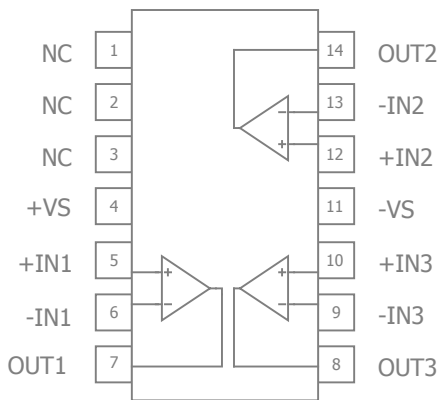 NC 1 14 OUT2
NC 2 13 -IN2
NC 3 12 +IN2
+VS 4 11 -VS
+IN1 5 10 +IN3
-IN1 6 9 -IN3
OUT1 7 8 OUT3
− +
+ − + −